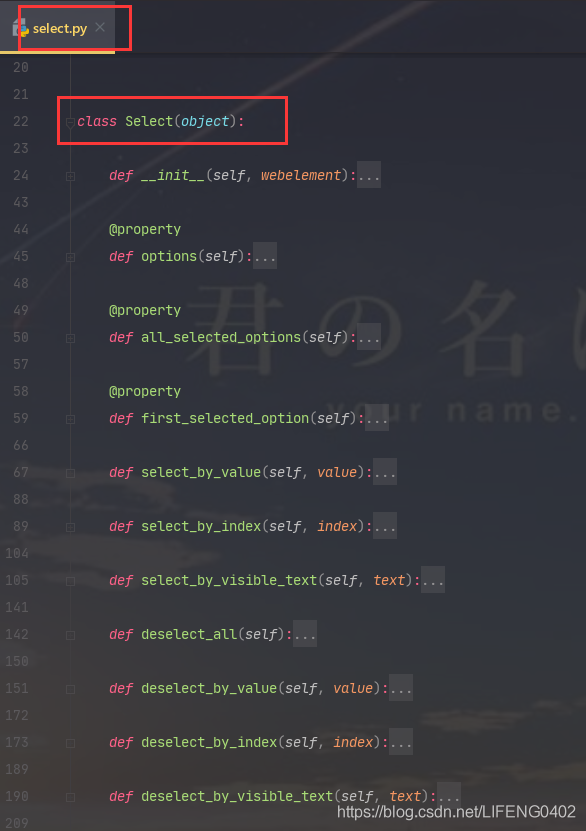 select.py
20
21
22 class Select(object):
23
24 def __init__(self, webelement):...
43
44 @property
45 def options(self):...
48
49 @property
50 def all_selected_options(self):...
57
58 @property
59 def first_selected_option(self):...
66
67 def select_by_value(self, value):...
88
89 def select_by_index(self, index):...
104
105 def select_by_visible_text(self, text):...
141
142 def deselect_all(self):...
150
151 def deselect_by_value(self, value):...
172
173 def deselect_by_index(self, index):...
189
190 def deselect_by_visible_text(self, text):...
209
君の名は
your name.
https://blog.csdn.net/LIFENG0402